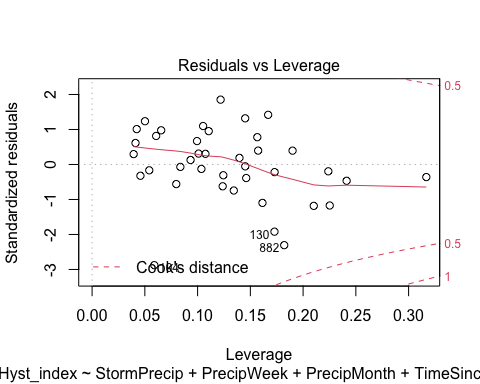 Residuals vs Leverage
Standardized residuals
2
1
0
-1
-2
-3
0.5
0.5
1
130
882
Cook's distance
0.00 0.05 0.10 0.15 0.20 0.25 0.30
Leverage
Hyst_index ~ StormPrecip + PrecipWeek + PrecipMonth + TimeSinc